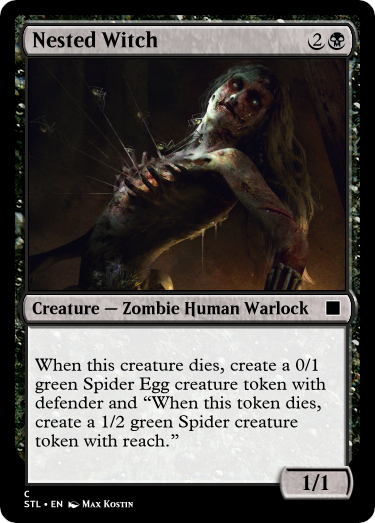 Nested Witch 2
Creature — Zombie Human Warlock
When this creature dies, create a 0/1
green Spider Egg creature token with
defender and “When this token dies,
create a 1/2 green Spider creature
token with reach.”
1/1
C
STL • EN Max Kostin